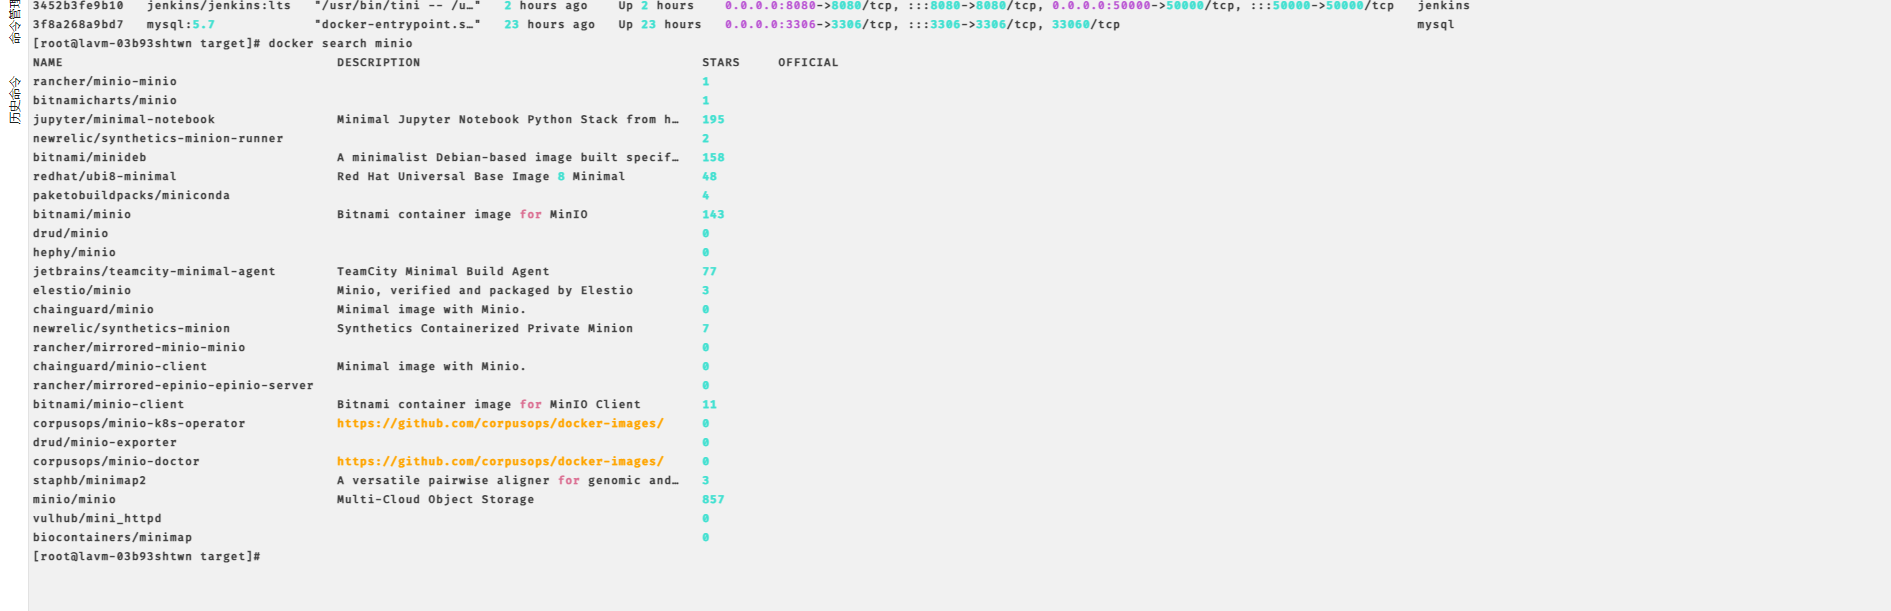 3452b3fe9b10 jenkins/jenkins:lts "/usr/bin/tini -- /u…" 2 hours ago Up 2 hours 0.0.0.0:8080->8080/tcp, :::8080->8080/tcp, 0.0.0.0:50000->50000/tcp, :::50000->50000/tcp jenkins
3f8a268a9bd7 mysql:5.7 "docker-entrypoint.s…" 23 hours ago Up 23 hours 0.0.0.0:3306->3306/tcp, :::3306->3306/tcp, 33060/tcp mysql
[root@lavm-03b93shtwn target]# docker search minio
NAME DESCRIPTION STARS OFFICIAL
rancher/minio-minio 1
bitnamicharts/minio 1
jupyter/minimal-notebook Minimal Jupyter Notebook Python Stack from h… 195
newrelic/synthetics-minion-runner 2
bitnami/minideb A minimalist Debian-based image built specif… 158
redhat/ubi8-minimal Red Hat Universal Base Image 8 Minimal 48
paketobuildpacks/miniconda 4
bitnami/minio Bitnami container image for MinIO 143
drud/minio 0
hephy/minio 0
jetbrains/teamcity-minimal-agent TeamCity Minimal Build Agent 77
elestio/minio Minio, verified and packaged by Elestio 3
chainguard/minio Minimal image with Minio. 0
newrelic/synthetics-minion Synthetics Containerized Private Minion 7
rancher/mirrored-minio-minio 0
chainguard/minio-client Minimal image with Minio. 0
rancher/mirrored-epinio-epinio-server 0
bitnami/minio-client Bitnami container image for MinIO Client 11
corpusops/minio-k8s-operator https://github.com/corpusops/docker-images/ 0
drud/minio-exporter 0
corpusops/minio-doctor https://github.com/corpusops/docker-images/ 0
staphb/minimap2 A versatile pairwise aligner for genomic and… 3
minio/minio Multi-Cloud Object Storage 857
vulhub/mini_httpd 0
biocontainers/minimap 0
[root@lavm-03b93shtwn target]#
命令管
历史命令